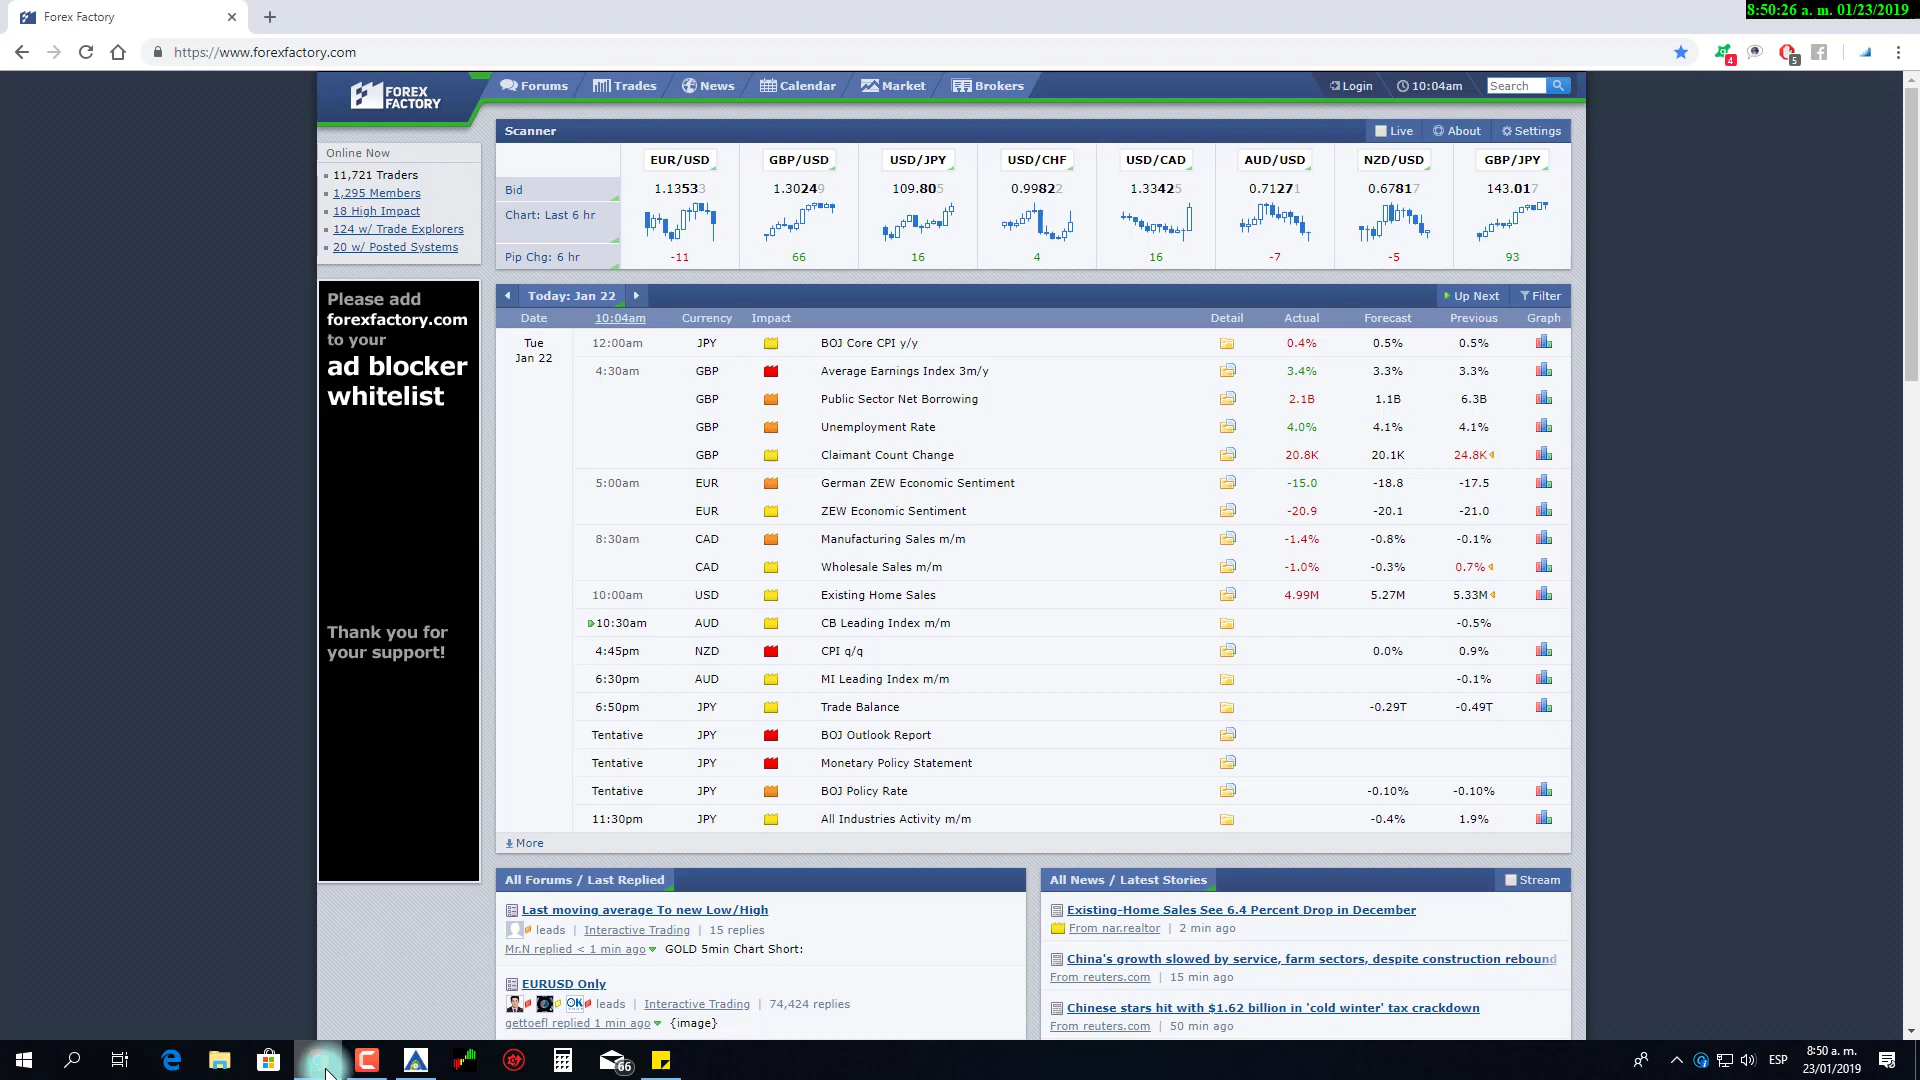 Forex Factory
8:50:26 a. m. 01/23/2019
https://www.forexfactory.com
4
5
FOREX FACTORY
Forums
Trades
News
Calendar
Market
Brokers
Login
10:04am
Search
Online Now
11,721 Traders
1,295 Members
18 High Impact
124 w/ Trade Explorers
20 w/ Posted Systems
Please add
forexfactory.com
to your
ad blocker
whitelist
Thank you for
your support!
Scanner
Live
About
Settings
EUR/USD GBP/USD USD/JPY USD/CHF USD/CAD AUD/USD NZD/USD GBP/JPY
Bid 1.13533 1.30249 109.805 0.99822 1.33425 0.71271 0.67817 143.017
Chart: Last 6 hr
Pip Chg: 6 hr -11 66 16 4 16 -7 -5 93
Today: Jan 22
Up Next
Filter
Date 10:04am Currency Impact Detail Actual Forecast Previous Graph
Tue
Jan 22
12:00am JPY BOJ Core CPI y/y 0.4% 0.5% 0.5%
4:30am GBP Average Earnings Index 3m/y 3.4% 3.3% 3.3%
GBP Public Sector Net Borrowing 2.1B 1.1B 6.3B
GBP Unemployment Rate 4.0% 4.1% 4.1%
GBP Claimant Count Change 20.8K 20.1K 24.8K
5:00am EUR German ZEW Economic Sentiment -15.0 -18.8 -17.5
EUR ZEW Economic Sentiment -20.9 -20.1 -21.0
8:30am CAD Manufacturing Sales m/m -1.4% -0.8% -0.1%
CAD Wholesale Sales m/m -1.0% -0.3% 0.7%
10:00am USD Existing Home Sales 4.99M 5.27M 5.33M
10:30am AUD CB Leading Index m/m -0.5%
4:45pm NZD CPI q/q 0.0% 0.9%
6:30pm AUD MI Leading Index m/m -0.1%
6:50pm JPY Trade Balance -0.29T -0.49T
Tentative JPY BOJ Outlook Report
Tentative JPY Monetary Policy Statement
Tentative JPY BOJ Policy Rate -0.10% -0.10%
11:30pm JPY All Industries Activity m/m -0.4% 1.9%
More
All Forums / Last Replied
Last moving average To new Low/High
leads | Interactive Trading | 15 replies
Mr.N replied < 1 min ago GOLD 5min Chart Short:
EURUSD Only
OK leads | Interactive Trading | 74,424 replies
gettoefl replied 1 min ago {image}
All News / Latest Stories
Stream
Existing-Home Sales See 6.4 Percent Drop in December
From nar.realtor | 2 min ago
China's growth slowed by service, farm sectors, despite construction rebound
From reuters.com | 15 min ago
Chinese stars hit with $1.62 billion in 'cold winter' tax crackdown
From reuters.com | 50 min ago
66
ESP
8:50 a. m.
23/01/2019